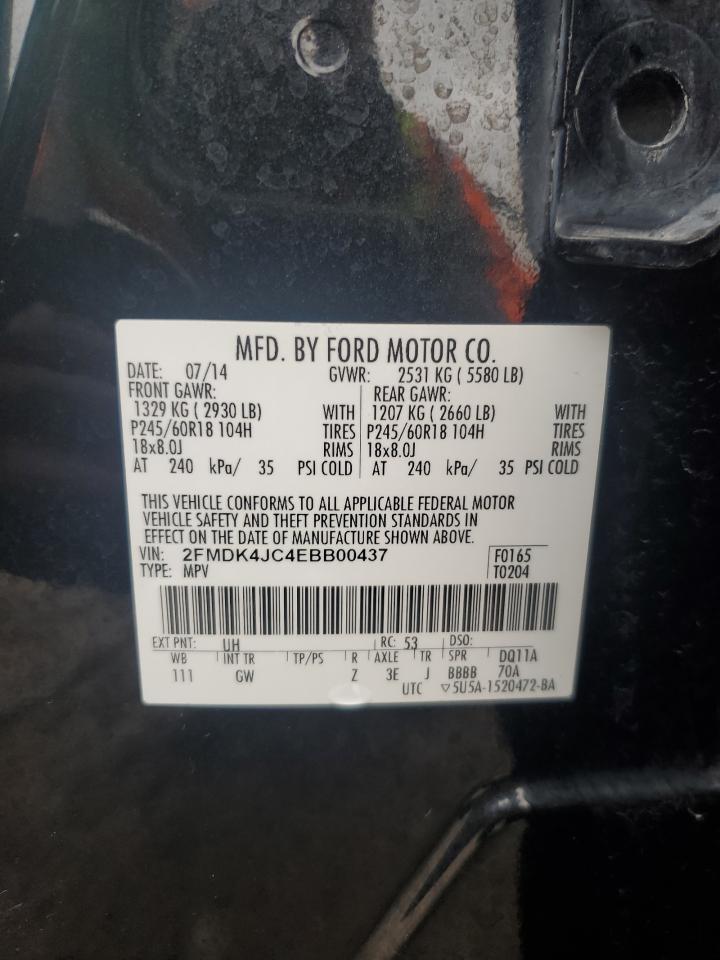 MFD. BY FORD MOTOR CO.
DATE: 07/14 GVWR: 2531 KG ( 5580 LB)
FRONT GAWR: REAR GAWR:
1329 KG ( 2930 LB) WITH 1207 KG ( 2660 LB) WITH
P245/60R18 104H TIRES P245/60R18 104H TIRES
18x8.0J RIMS 18x8.0J RIMS
AT 240 kPa/ 35 PSI COLD AT 240 kPa/ 35 PSI COLD
THIS VEHICLE CONFORMS TO ALL APPLICABLE FEDERAL MOTOR
VEHICLE SAFETY AND THEFT PREVENTION STANDARDS IN
EFFECT ON THE DATE OF MANUFACTURE SHOWN ABOVE.
VIN: 2FMDK4JC4EBB00437 F0165
TYPE: MPV T0204
EXT PNT: UH RC: 53 DSO:
WB INT TR TP/PS R AXLE TR SPR DQ11A
111 GW Z 3E J BBBB 70A
UTC ▽5U5A-1520472-BA